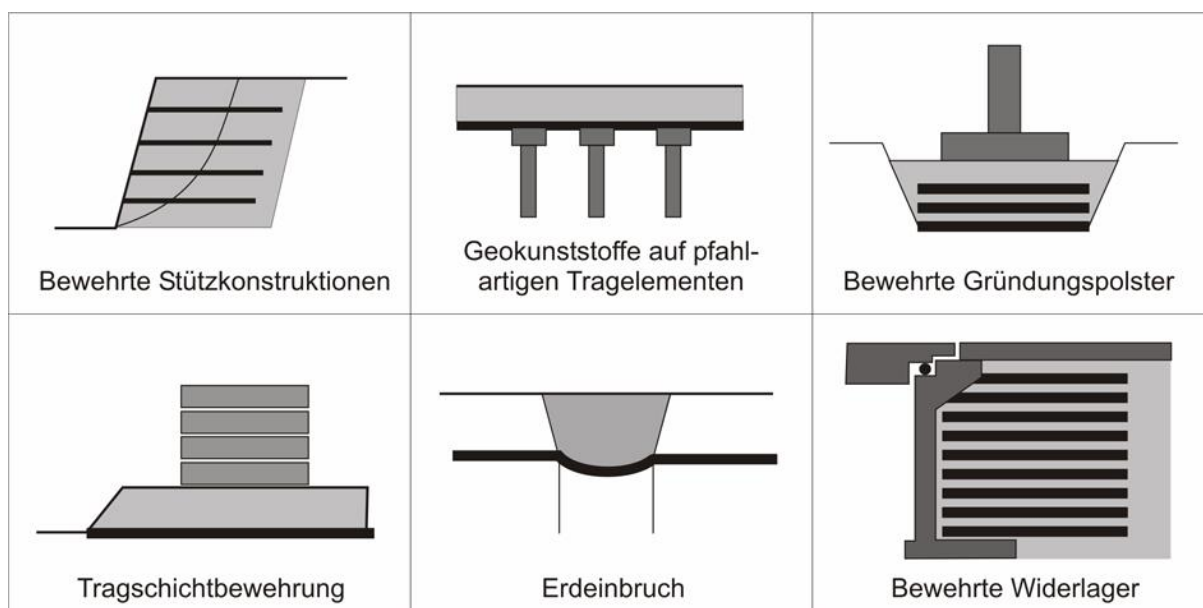 Bewehrte Stützkonstruktionen
Geokunststoffe auf pfahl-
artigen Tragelementen
Bewehrte Gründungspolster
Tragschichtbewehrung
Erdeinbruch
Bewehrte Widerlager